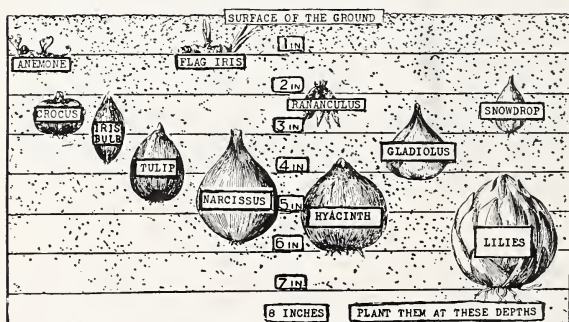 SURFACE OF THE GROUND
1 IN
ANEMONE
FLAG IRIS
2 IN
CROCUS
IRIS
BULB
RANANCULUS
SNOWDROP
3 IN
GLADIOLUS
TULIP
4 IN
NARCISSUS
5 IN
HYACINTH
6 IN
LILIES
7 IN
8 INCHES
PLANT THEM AT THESE DEPTHS